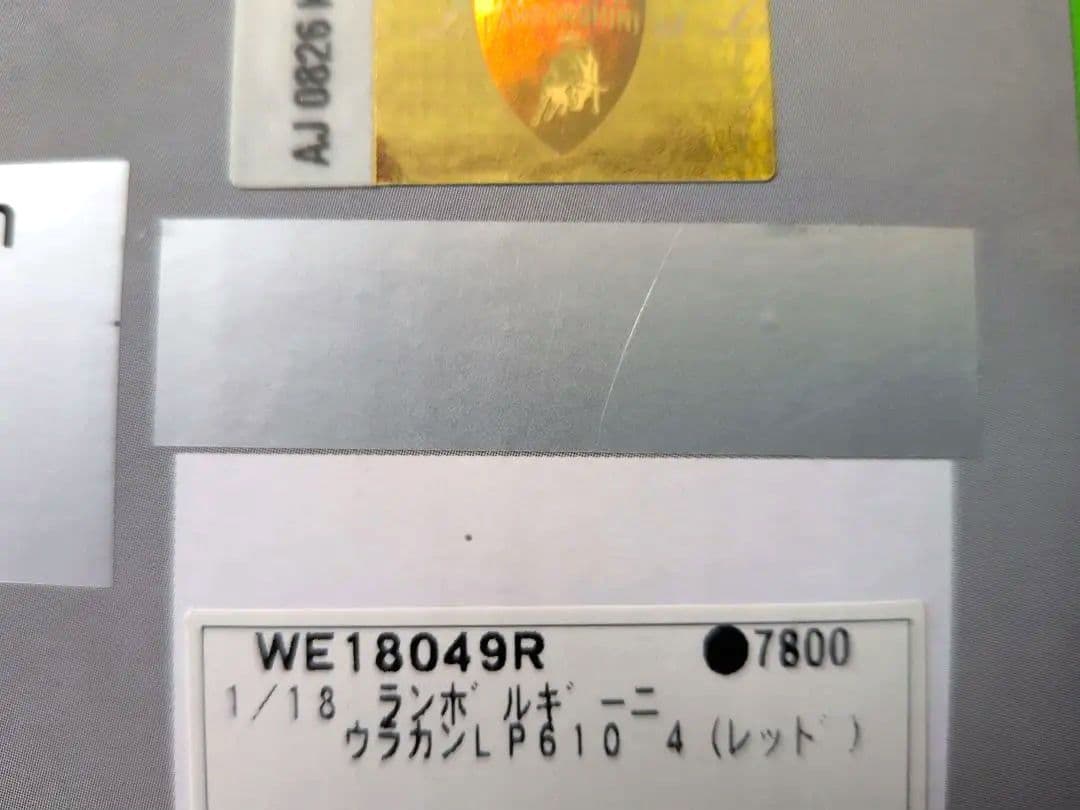 AJ 0826
LAMBORGHINI
WE18049R ●7800
1/18 ランボルギーニ
ウラカンLP610 4(レッド)